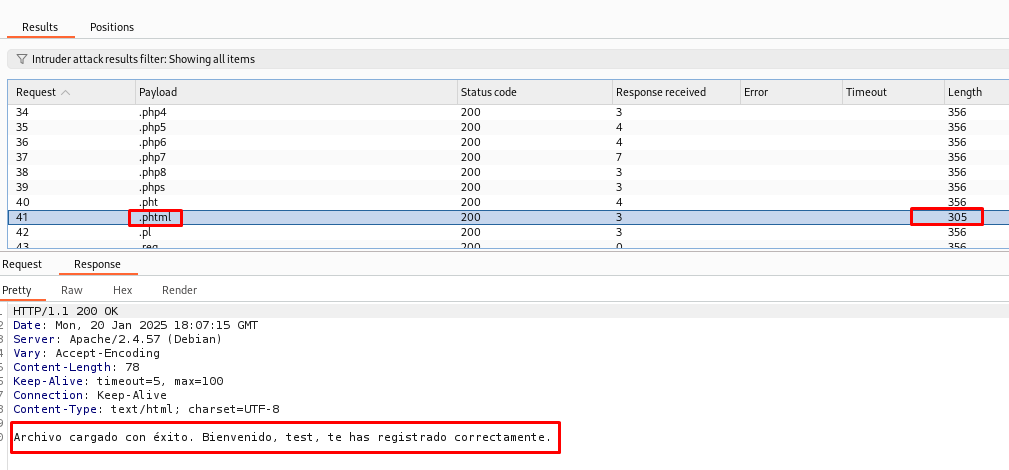 Results Positions
Intruder attack results filter: Showing all items
Request Payload Status code Response received Error Timeout Length
34 .php4 200 3 356
35 .php5 200 4 356
36 .php6 200 4 356
37 .php7 200 7 356
38 .php8 200 3 356
39 .phps 200 3 356
40 .pht 200 4 356
41 .phtml 200 3 305
42 .pl 200 3 356
43 200 0 356
Request Response
Pretty Raw Hex Render
HTTP/1.1 200 OK
2 Date: Mon, 20 Jan 2025 18:07:15 GMT
3 Server: Apache/2.4.57 (Debian)
4 Vary: Accept-Encoding
5 Content-Length: 78
6 Keep-Alive: timeout=5, max=100
7 Connection: Keep-Alive
8 Content-Type: text/html; charset=UTF-8
9
Archivo cargado con éxito. Bienvenido, test, te has registrado correctamente.